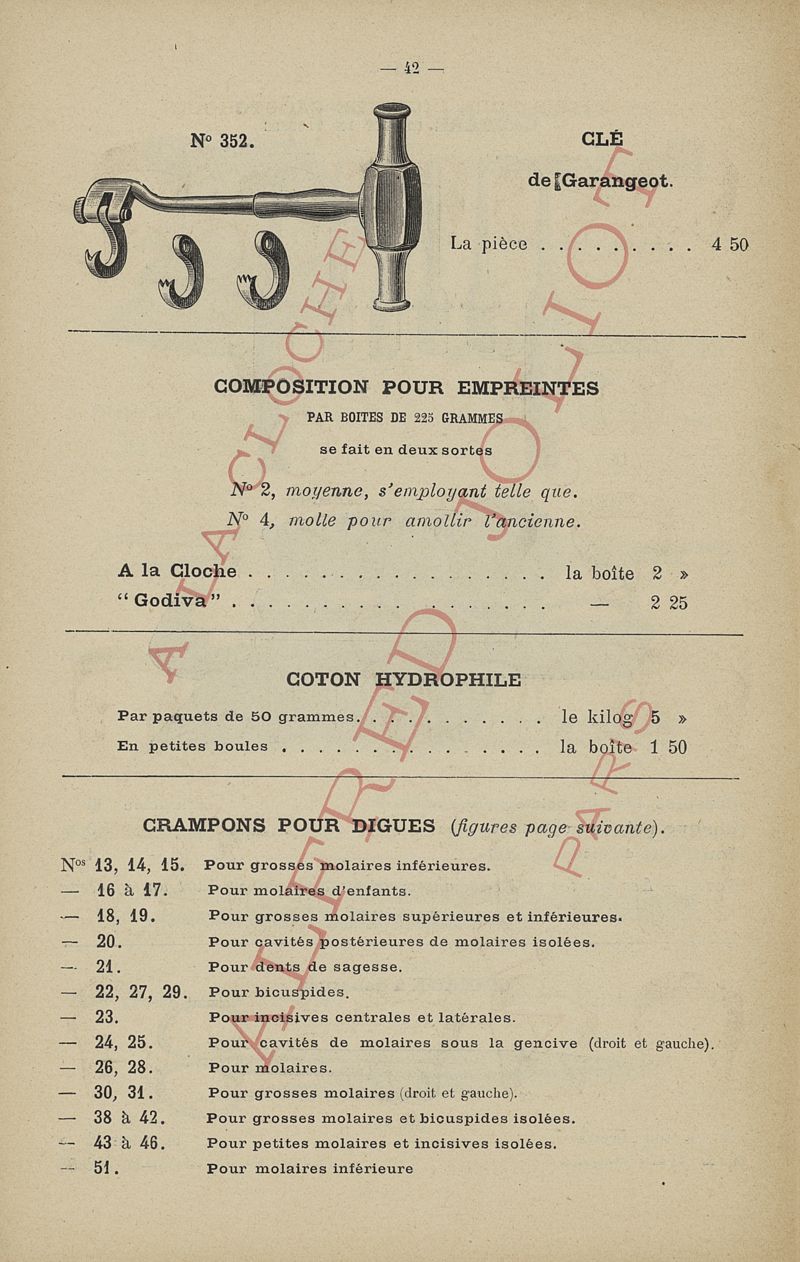 — 42 —
N° 352.
CLÉ
de Garangeot.
La pièce . . . . . . . . . 4 50
COMPOSITION POUR EMPREINTES
PAR BOITES DE 225 GRAMMES
se fait en deux sortes
N° 2, moyenne, s'employant telle que.
N° 4, molle pour amollir l'ancienne.
A la Cloche . . . . . . . . . . . . . . . . . la boîte 2 »
“Godiva” . . . . . . . . . . . . . . . . . — 2 25
COTON HYDROPHILE
Par paquets de 50 grammes. . . . . . . . . . . le kilog 5 »
En petites boules . . . . . . . . . . . . . . . la boîte 1 50
CRAMPONS POUR DIGUES (figures page suivante).
Nos 13, 14, 15. Pour grosses molaires inférieures.
— 16 à 17. Pour molaires d'enfants.
— 18, 19. Pour grosses molaires supérieures et inférieures.
— 20. Pour cavités postérieures de molaires isolées.
— 21. Pour dents de sagesse.
— 22, 27, 29. Pour bicuspides.
— 23. Pour incisives centrales et latérales.
— 24, 25. Pour cavités de molaires sous la gencive (droit et gauche).
— 26, 28. Pour molaires.
— 30, 31. Pour grosses molaires (droit et gauche).
— 38 à 42. Pour grosses molaires et bicuspides isolées.
— 43 à 46. Pour petites molaires et incisives isolées.
— 51. Pour molaires inférieure
A LA CLOCHE
ALFRED JOLIOT
PARIS